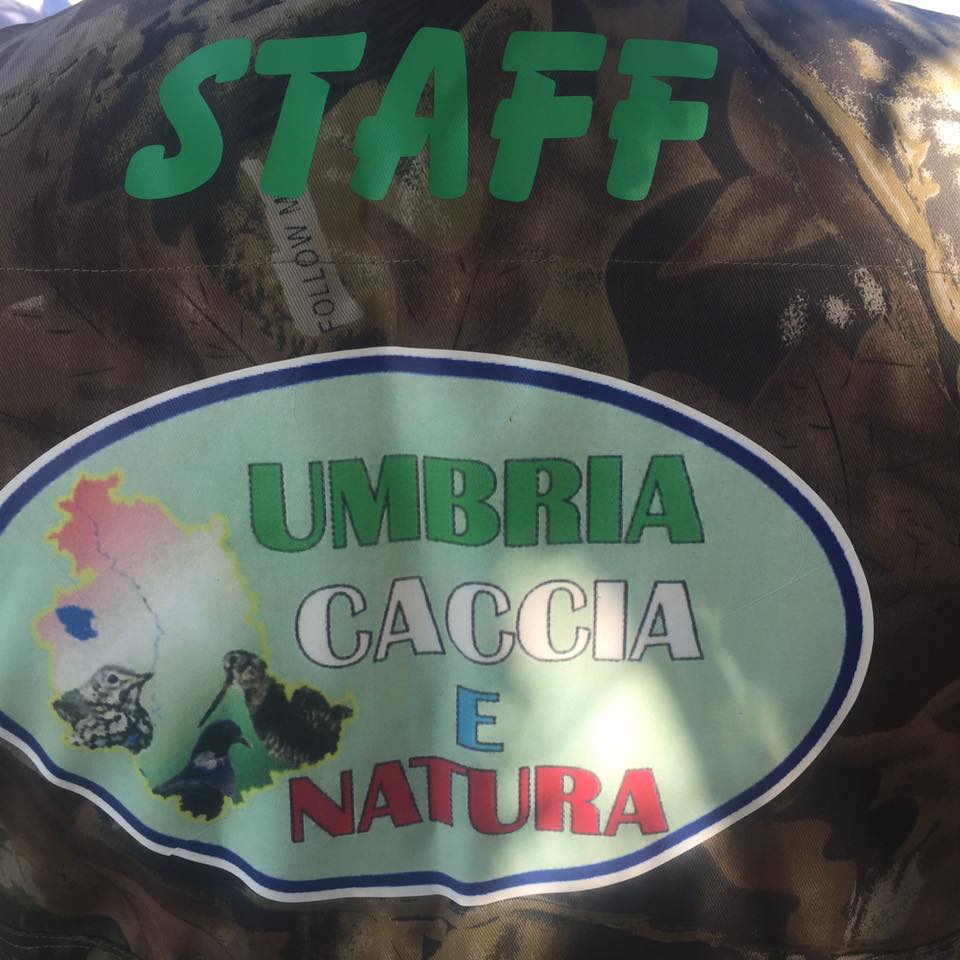 STAFF
FOLLOW M
UMBRIA
CACCIA
E
NATURA